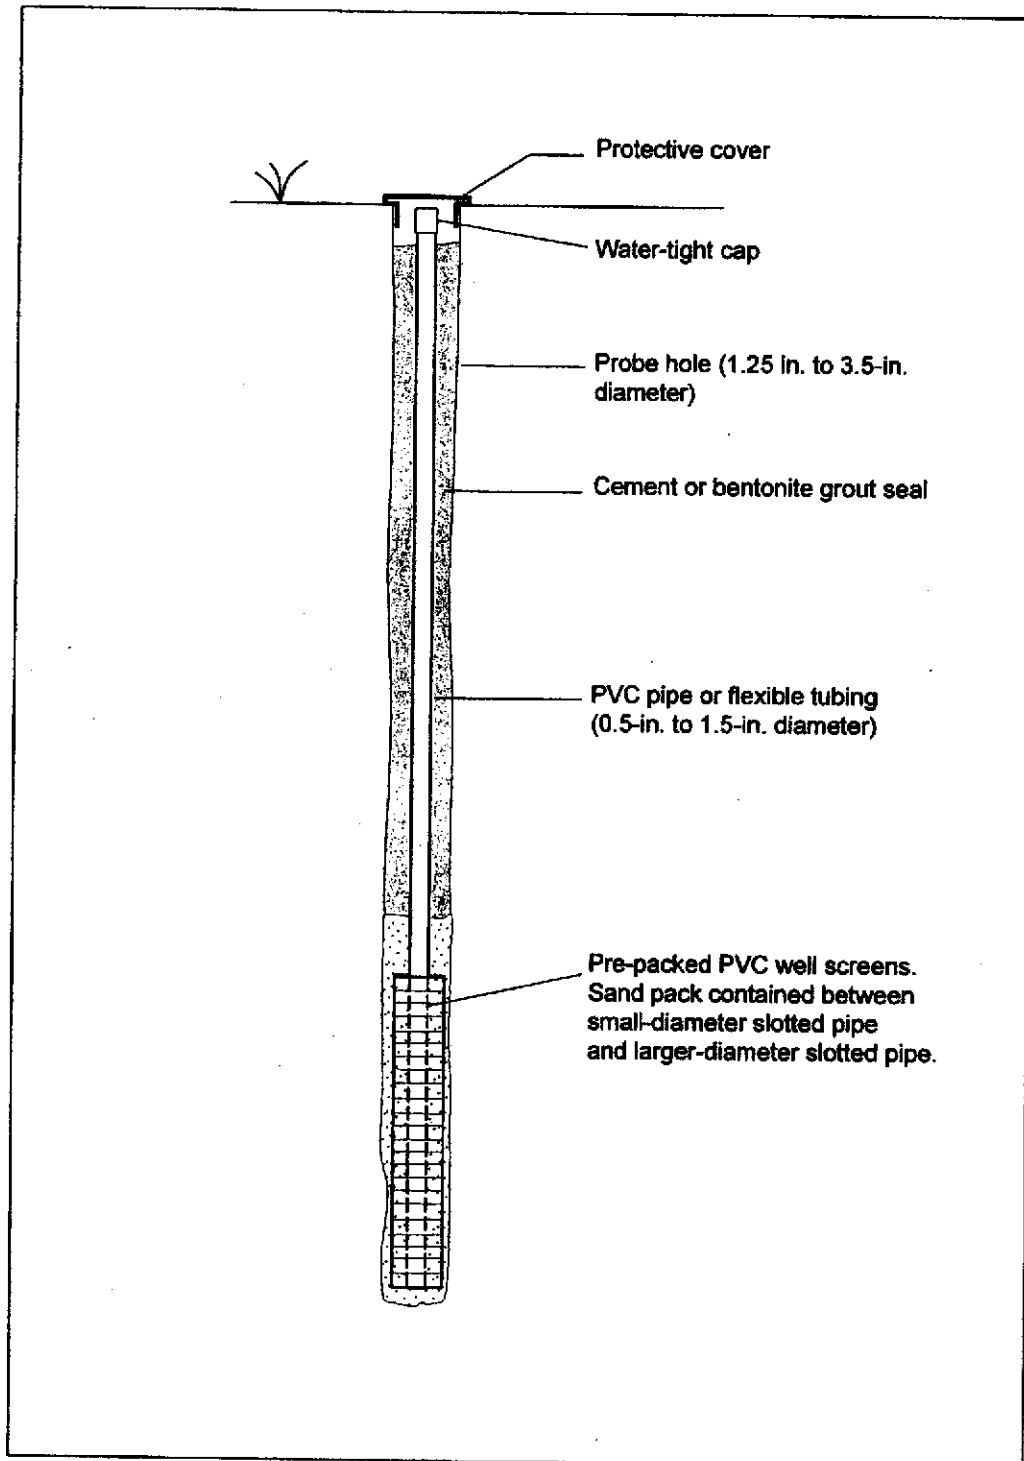 Protective cover
Water-tight cap
Probe hole (1.25 in. to 3.5-in.
diameter)
Cement or bentonite grout seal
PVC pipe or flexible tubing
(0.5-in. to 1.5-in. diameter)
Pre-packed PVC well screens.
Sand pack contained between
small-diameter slotted pipe
and larger-diameter slotted pipe.